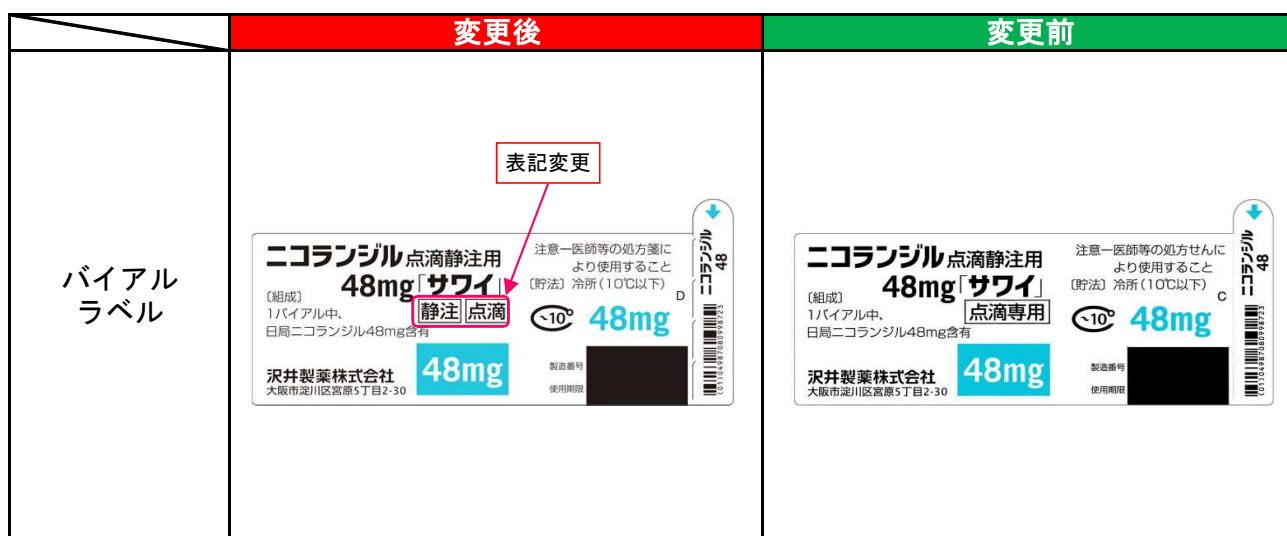 変更後
変更前
バイアル
ラベル
表記変更
ニコランジル点滴静注用
48mg「サワイ」
静注 点滴
〔組成〕
1バイアル中、
日局ニコランジル48mg含有
沢井製薬株式会社
大阪市淀川区宮原5丁目2-30
48mg
注意－医師等の処方箋に
より使用すること
〔貯法〕冷所(10℃以下)
D
~10°
48mg
製造番号
使用期限
ニコランジル
48
(01)04987080998723
ニコランジル点滴静注用
48mg「サワイ」
点滴専用
〔組成〕
1バイアル中、
日局ニコランジル48mg含有
沢井製薬株式会社
大阪市淀川区宮原5丁目2-30
48mg
注意－医師等の処方せんに
より使用すること
〔貯法〕冷所(10℃以下)
C
~10°
48mg
製造番号
使用期限
ニコランジル
48
(01)04987080998723